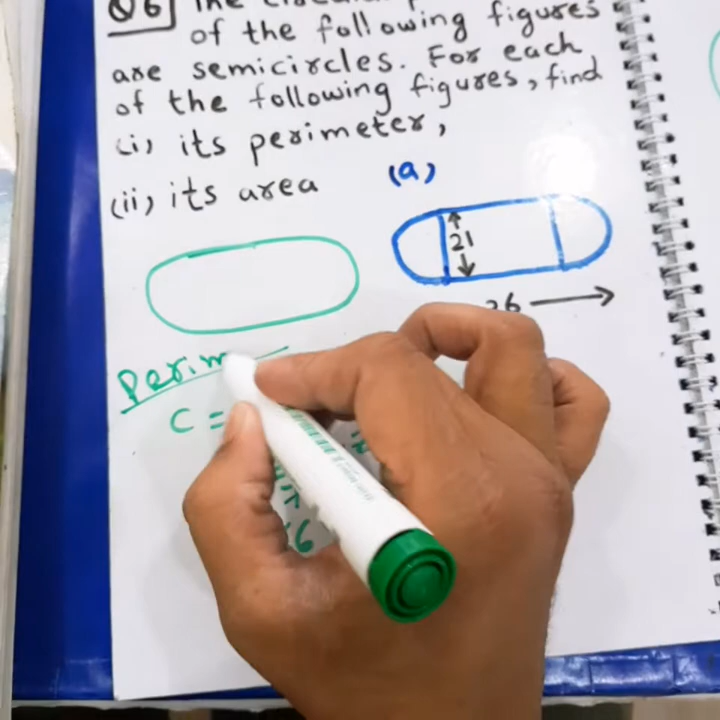 Q6 The
of the following figures
are semicircles. For each
of the following figures, find
(i) its perimeter,
(ii) its area
(a)
21
36
Perim
C =